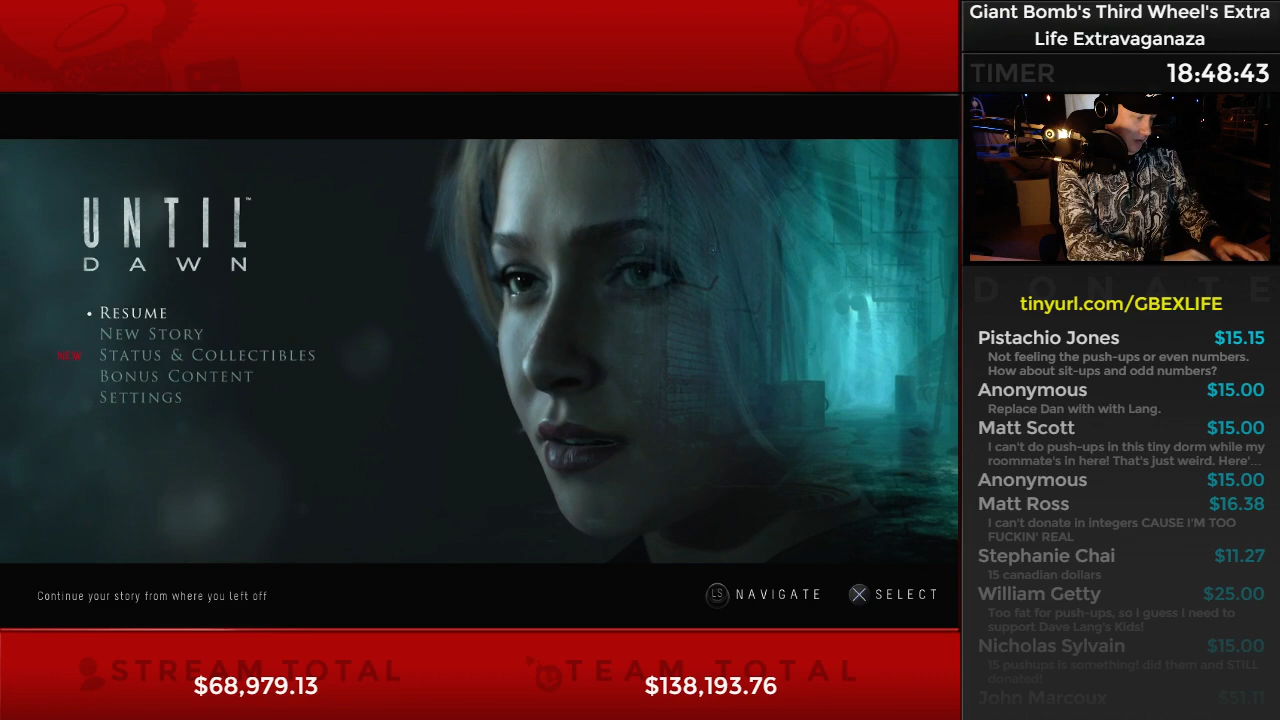 Giant Bomb's Third Wheel's Extra
Life Extravaganaza
TIMER
18:48:43
UNTIL™
DAWN
• RESUME
NEW STORY
NEW STATUS & COLLECTIBLES
BONUS CONTENT
SETTINGS
Continue your story from where you left off
LS NAVIGATE
SELECT
STREAM TOTAL
$68,979.13
TEAM TOTAL
$138,193.76
DONATE
tinyurl.com/GBEXLIFE
Pistachio Jones $15.15
Not feeling the push-ups or even numbers.
How about sit-ups and odd numbers?
Anonymous $15.00
Replace Dan with with Lang.
Matt Scott $15.00
I can't do push-ups in this tiny dorm while my
roommate's in here! That's just weird. Here'...
Anonymous $15.00
Matt Ross $16.38
I can't donate in integers CAUSE I'M TOO
FUCKIN' REAL
Stephanie Chai $11.27
15 canadian dollars
William Getty $25.00
Too fat for push-ups, so I guess I need to
support Dave Lang's Kids!
Nicholas Sylvain $15.00
15 pushups is something! did them and STILL
donated!
John Marcoux $51.11